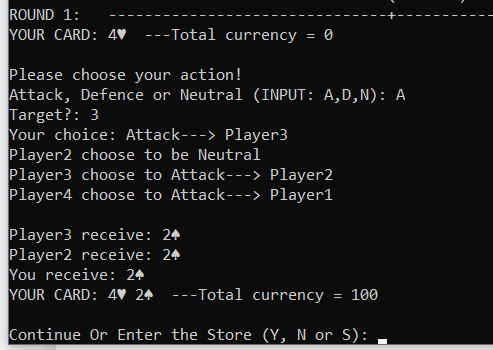 ROUND 1:   -------------------------------+-----------
YOUR CARD: 4♥  ---Total currency = 0
Please choose your action!
Attack, Defence or Neutral (INPUT: A,D,N): A
Target?: 3
Your choice: Attack---> Player3
Player2 choose to be Neutral
Player3 choose to Attack---> Player2
Player4 choose to Attack---> Player1
Player3 receive: 2♠
Player2 receive: 2♠
You receive: 2♠
YOUR CARD: 4♥ 2♠  ---Total currency = 100
Continue Or Enter the Store (Y, N or S):